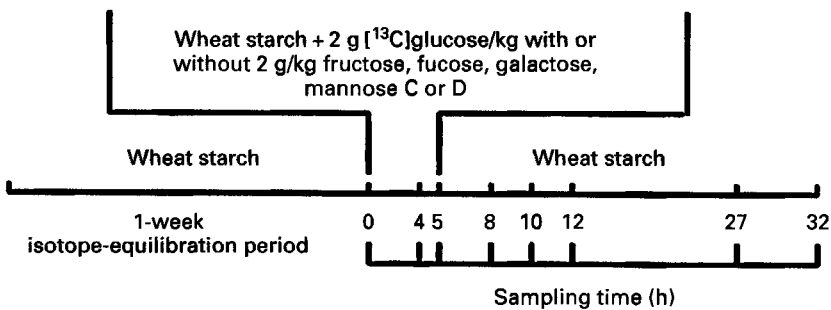 Wheat starch + 2 g [¹³C]glucose/kg with or
without 2 g/kg fructose, fucose, galactose,
mannose C or D
Wheat starch Wheat starch
1-week 0 4 5 8 10 12 27 32
isotope-equilibration period
Sampling time (h)